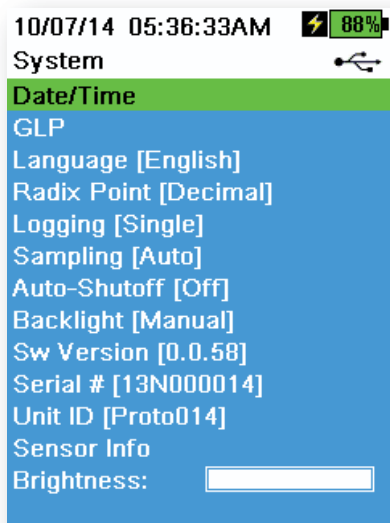 10/07/14 05:36:33AM 88%
System
Date/Time
GLP
Language [English]
Radix Point [Decimal]
Logging [Single]
Sampling [Auto]
Auto-Shutoff [Off]
Backlight [Manual]
Sw Version [0.0.58]
Serial # [13N000014]
Unit ID [Proto014]
Sensor Info
Brightness: